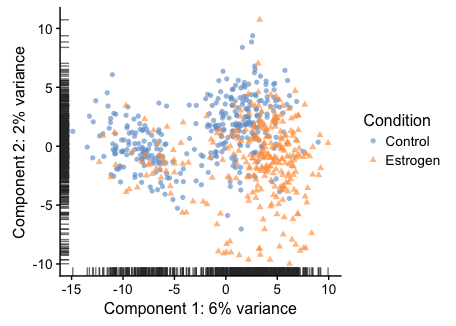 10
5
0
-5
-10
Component 2: 2% variance
-15
-10
-5
0
5
10
Component 1: 6% variance
Condition
Control
Estrogen